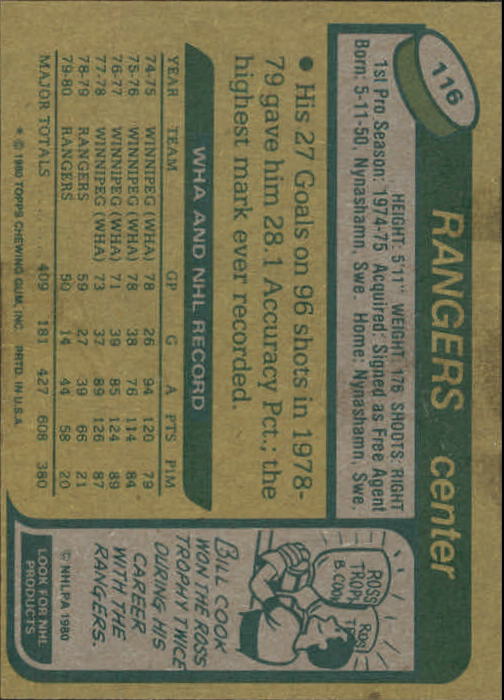 116
RANGERS center
HEIGHT: 5'11" WEIGHT: 176 SHOOTS: RIGHT
1st Pro Season: 1974-75 Acquired: Signed as Free Agent
Born: 5-11-50, Nynashamn, Swe. Home: Nynashamn, Swe.
• His 27 Goals on 96 shots in 1978-
79 gave him 28.1 Accuracy Pct.; the
highest mark ever recorded.
WHA AND NHL RECORD
YEAR TEAM GP G A PTS PIM
74-75 WINNIPEG (WHA) 78 26 94 120 79
75-76 WINNIPEG (WHA) 78 38 76 114 84
76-77 WINNIPEG (WHA) 71 39 85 124 89
77-78 WINNIPEG (WHA) 73 37 89 126 87
78-79 RANGERS 59 27 39 66 21
79-80 RANGERS 50 14 44 58 20
MAJOR TOTALS . . . . 409 181 427 608 380
* © 1980 TOPPS CHEWING GUM, INC. PRTD. IN U.S.A.
ROSS
TROPH
B. COOK
ROS
TR
BILL COOK
WON THE ROSS
TROPHY TWICE
DURING HIS
CAREER
WITH THE
RANGERS.
© NHLPA 1980
LOOK FOR NHL
PRODUCTS